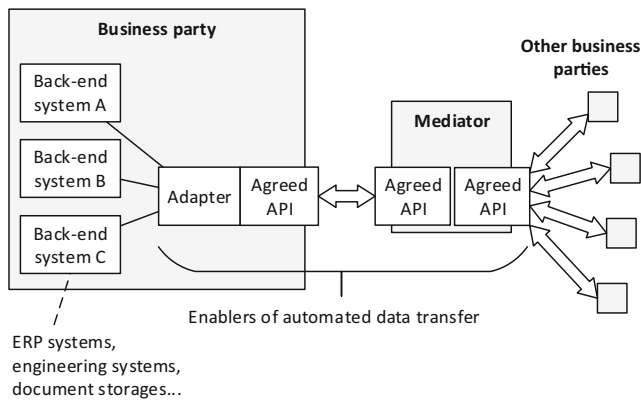 Business party
Back-end
system A
Back-end
system B
Back-end
system C
Adapter
Agreed
API
Mediator
Agreed
API
Agreed
API
Other business
parties
Enablers of automated data transfer
ERP systems,
engineering systems,
document storages...